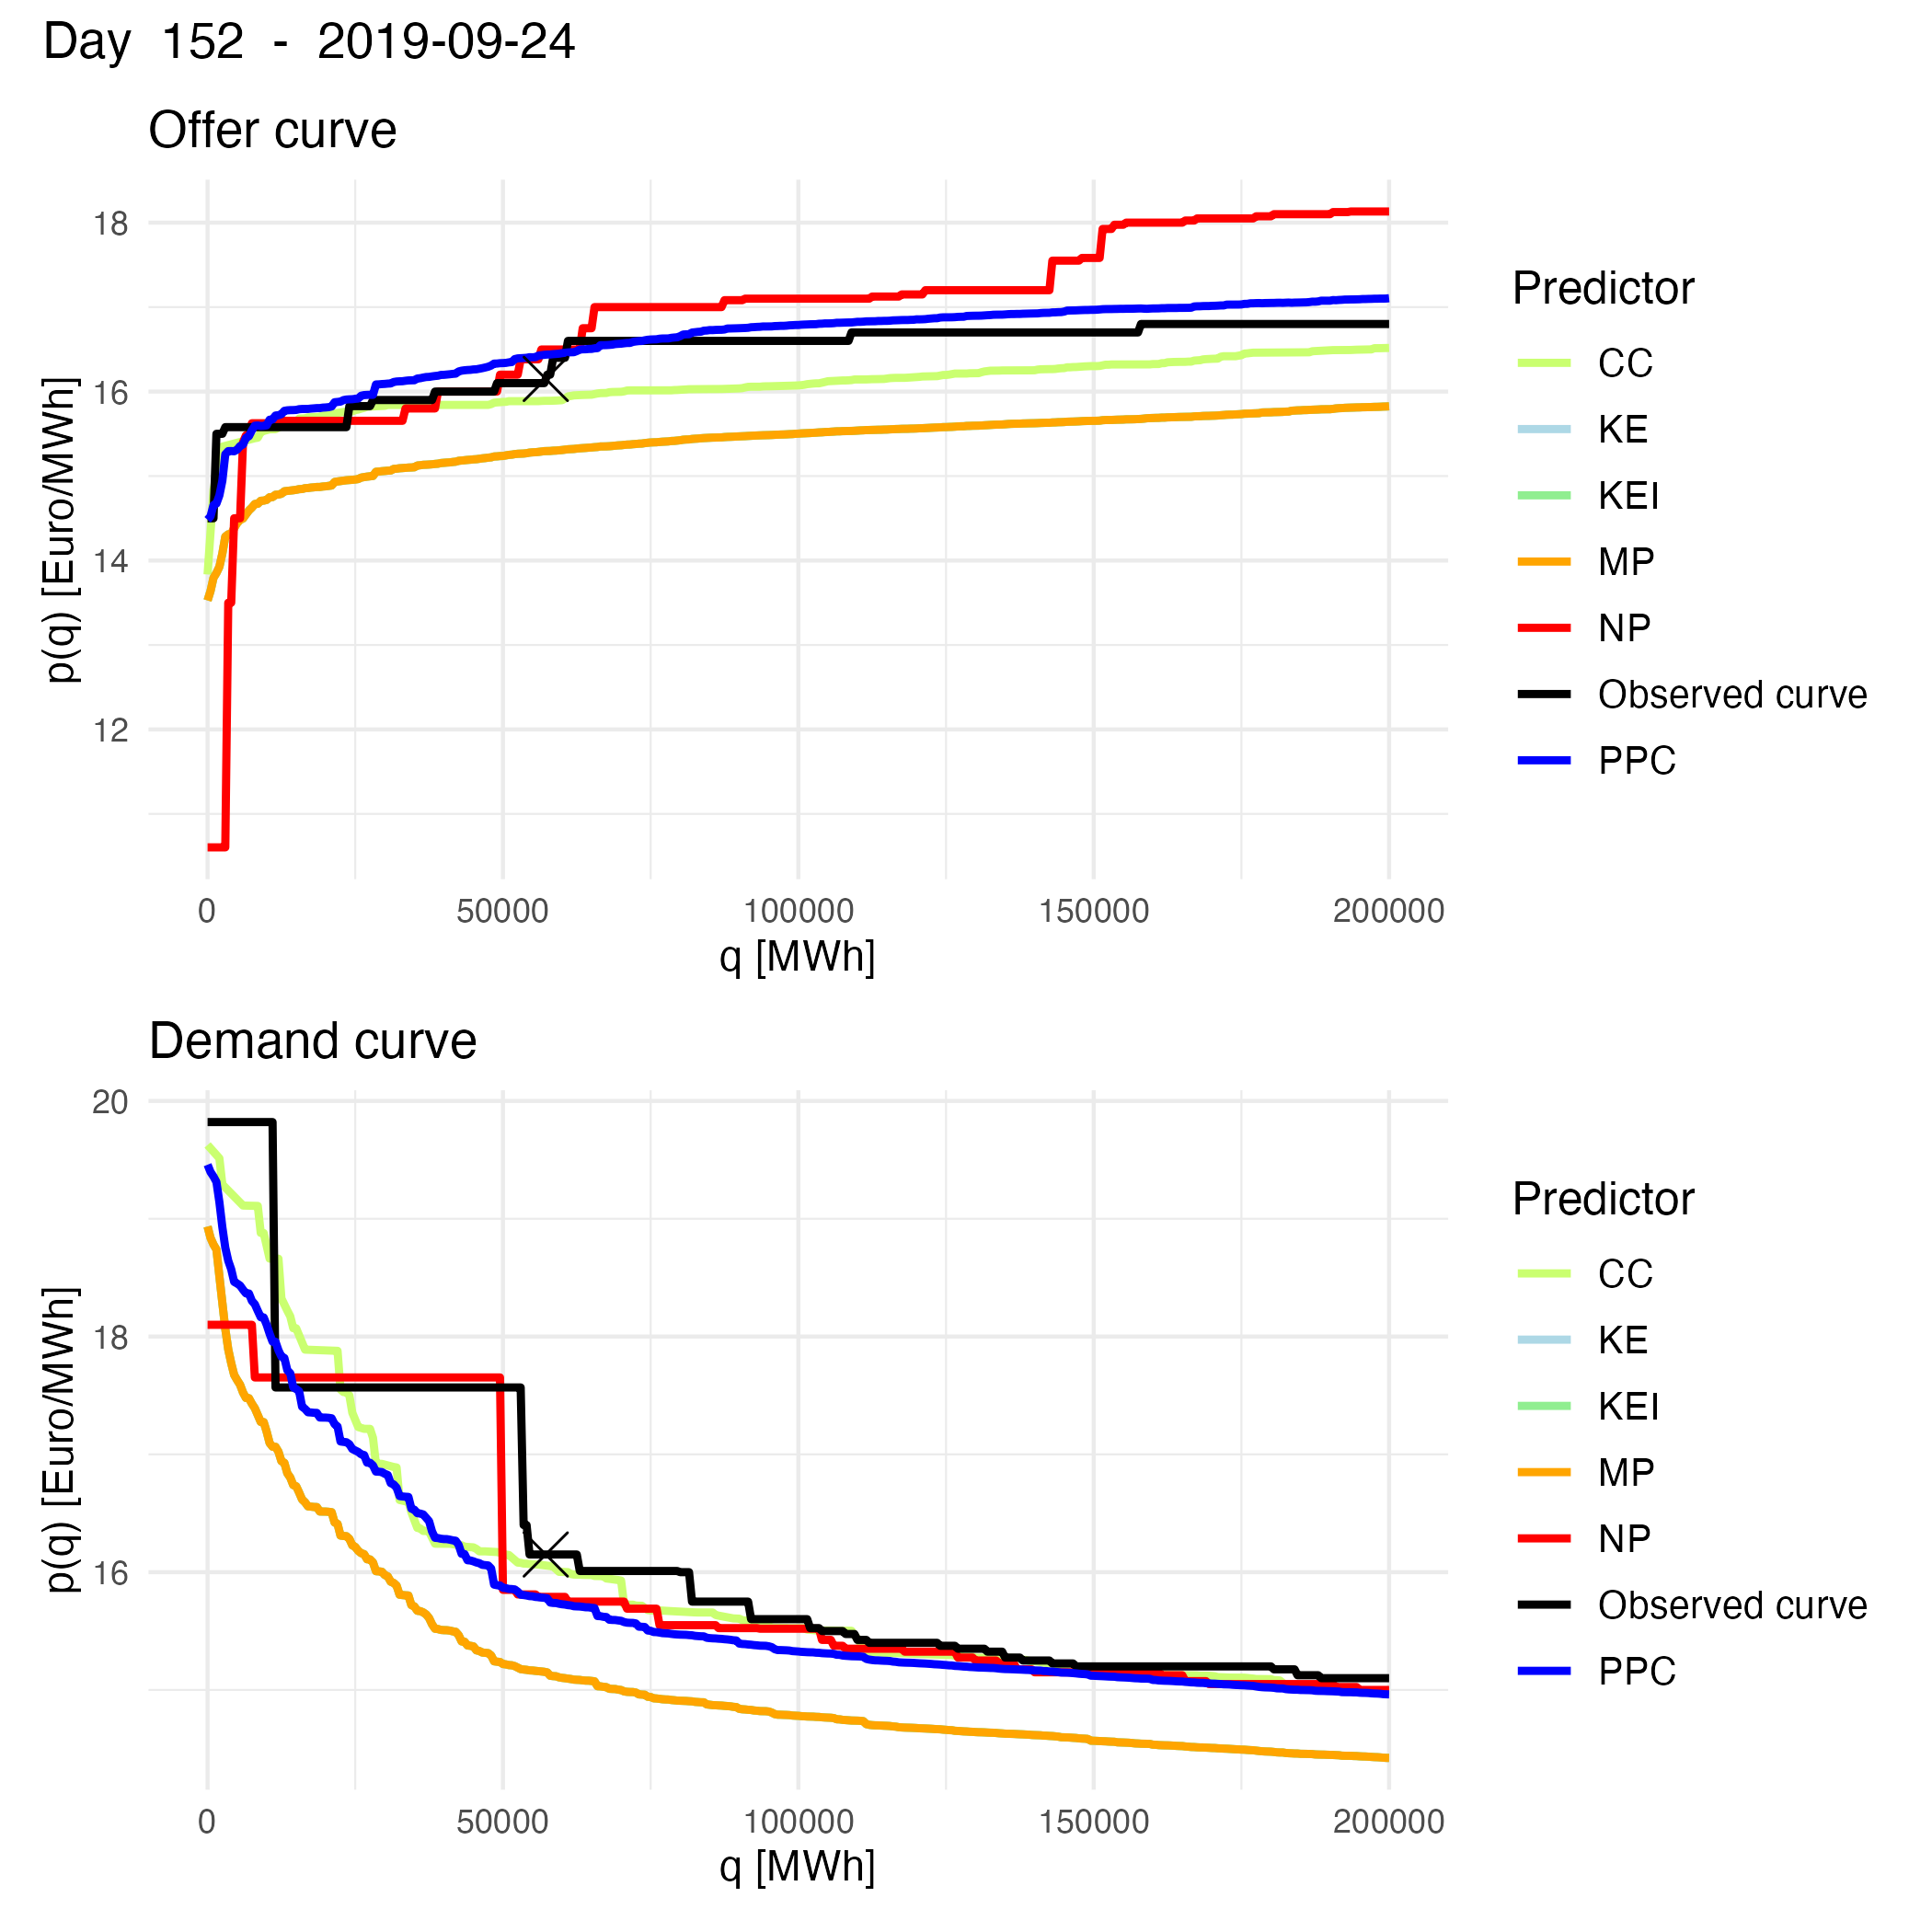 Day 152 - 2019-09-24
Offer curve
18
16
14
12
p(q) [Euro/MWh]
0 50000 100000 150000 200000
q [MWh]
Predictor
CC
KE
KEI
MP
NP
Observed curve
PPC
Demand curve
20
18
16
p(q) [Euro/MWh]
0 50000 100000 150000 200000
q [MWh]
Predictor
CC
KE
KEI
MP
NP
Observed curve
PPC